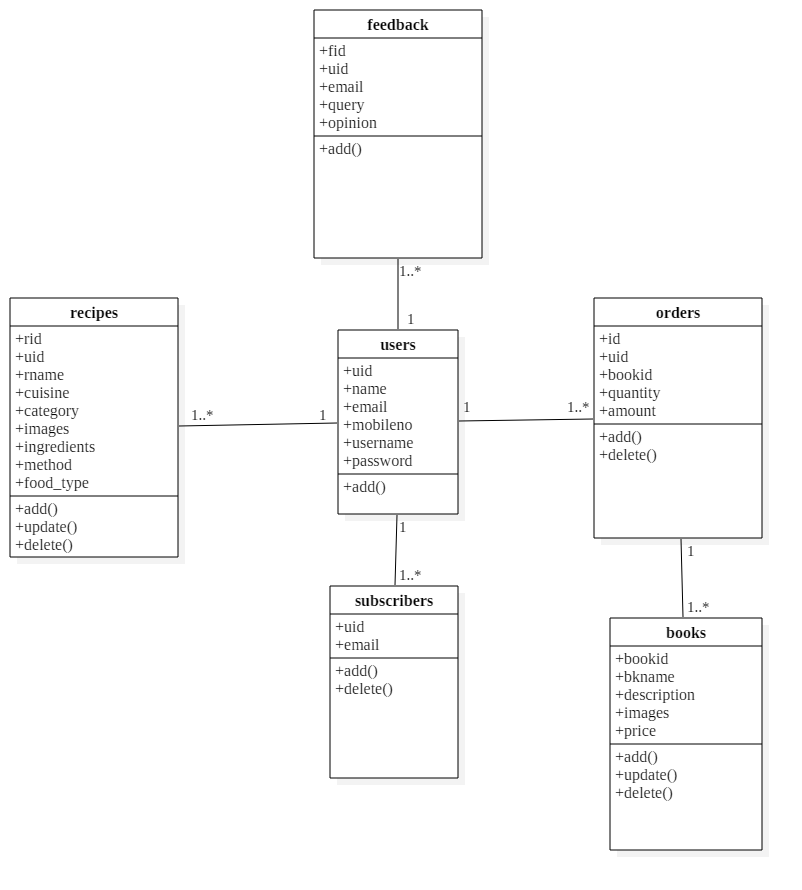 feedback
+fid
+uid
+email
+query
+opinion
+add()
1..*
1
recipes
+rid
+uid
+rname
+cuisine
+category
+images
+ingredients
+method
+food_type
+add()
+update()
+delete()
1..*
1
users
+uid
+name
+email
+mobileno
+username
+password
+add()
1
1..*
orders
+id
+uid
+bookid
+quantity
+amount
+add()
+delete()
1
1..*
subscribers
+uid
+email
+add()
+delete()
1
1..*
books
+bookid
+bkname
+description
+images
+price
+add()
+update()
+delete()